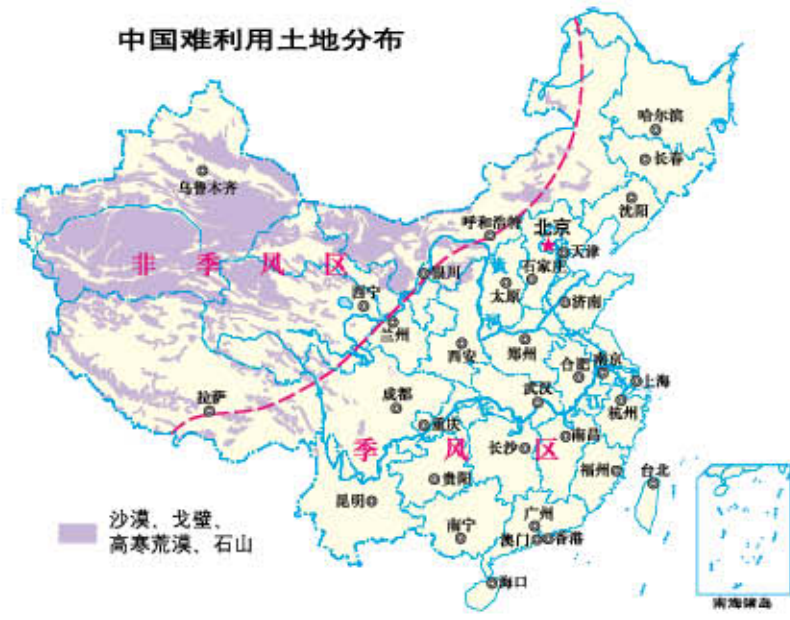 中国难利用土地分布
哈尔滨
长春
乌鲁木齐
沈阳
呼和浩特
北京
天津
非季风区
银川
黄
石家庄
太原
河
西宁
济南
兰州
西安
郑州
合肥
南京
上海
拉萨
成都
武汉
杭州
重庆
季风区
长沙
南昌
贵阳
福州
台北
昆明
沙漠、戈壁、
高寒荒漠、石山
南宁
广州
澳门
香港
海口
南海诸岛